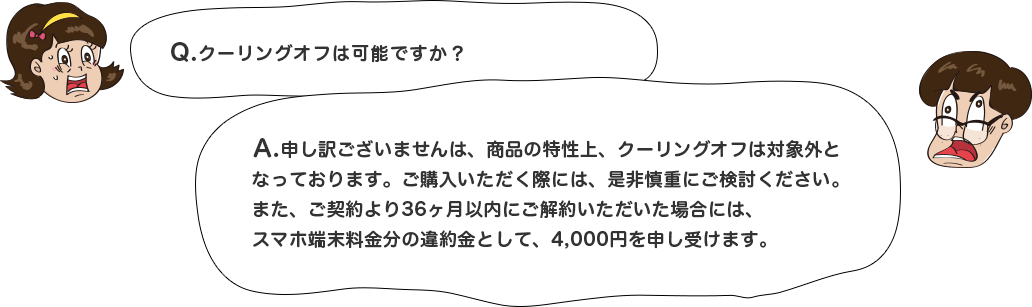 Q.クーリングオフは可能ですか？
A.申し訳ございませんは、商品の特性上、クーリングオフは対象外と
なっております。ご購入いただく際には、是非慎重にご検討ください。
また、ご契約より36ヶ月以内にご解約いただいた場合には、
スマホ端末料金分の違約金として、4,000円を申し受けます。